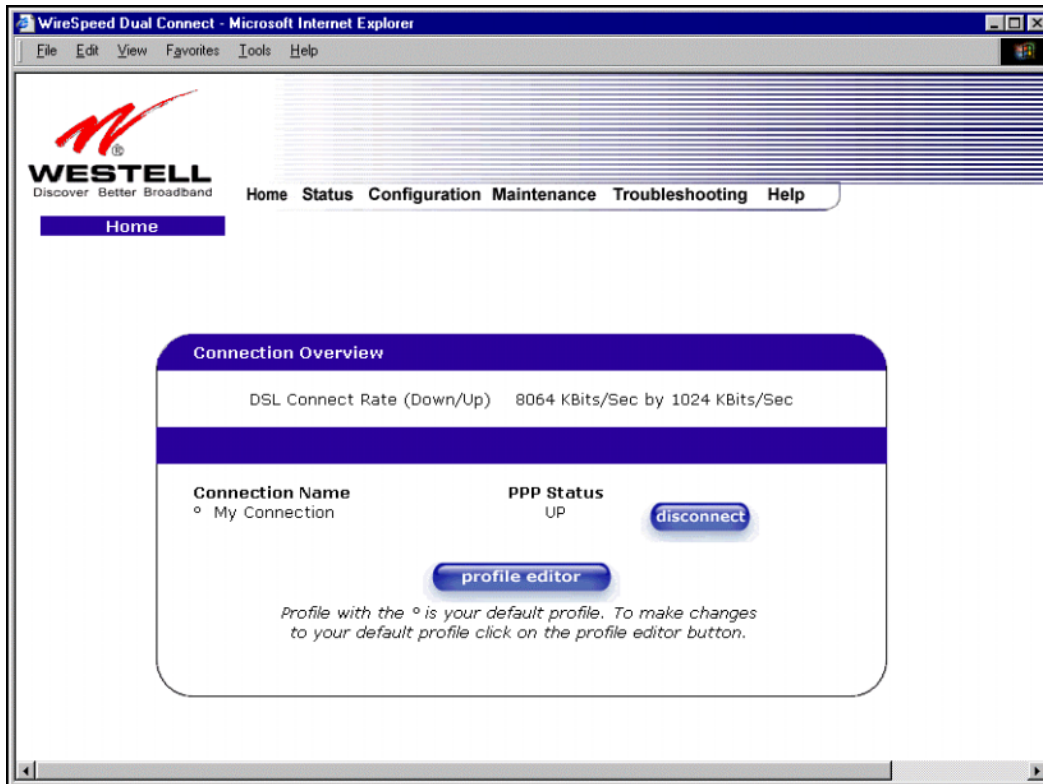 WireSpeed Dual Connect - Microsoft Internet Explorer
File Edit View Favorites Tools Help
®
WESTELL
Discover Better Broadband
Home Status Configuration Maintenance Troubleshooting Help
Home
Connection Overview
DSL Connect Rate (Down/Up) 8064 KBits/Sec by 1024 KBits/Sec
Connection Name PPP Status
° My Connection UP disconnect
profile editor
Profile with the ° is your default profile. To make changes
to your default profile click on the profile editor button.